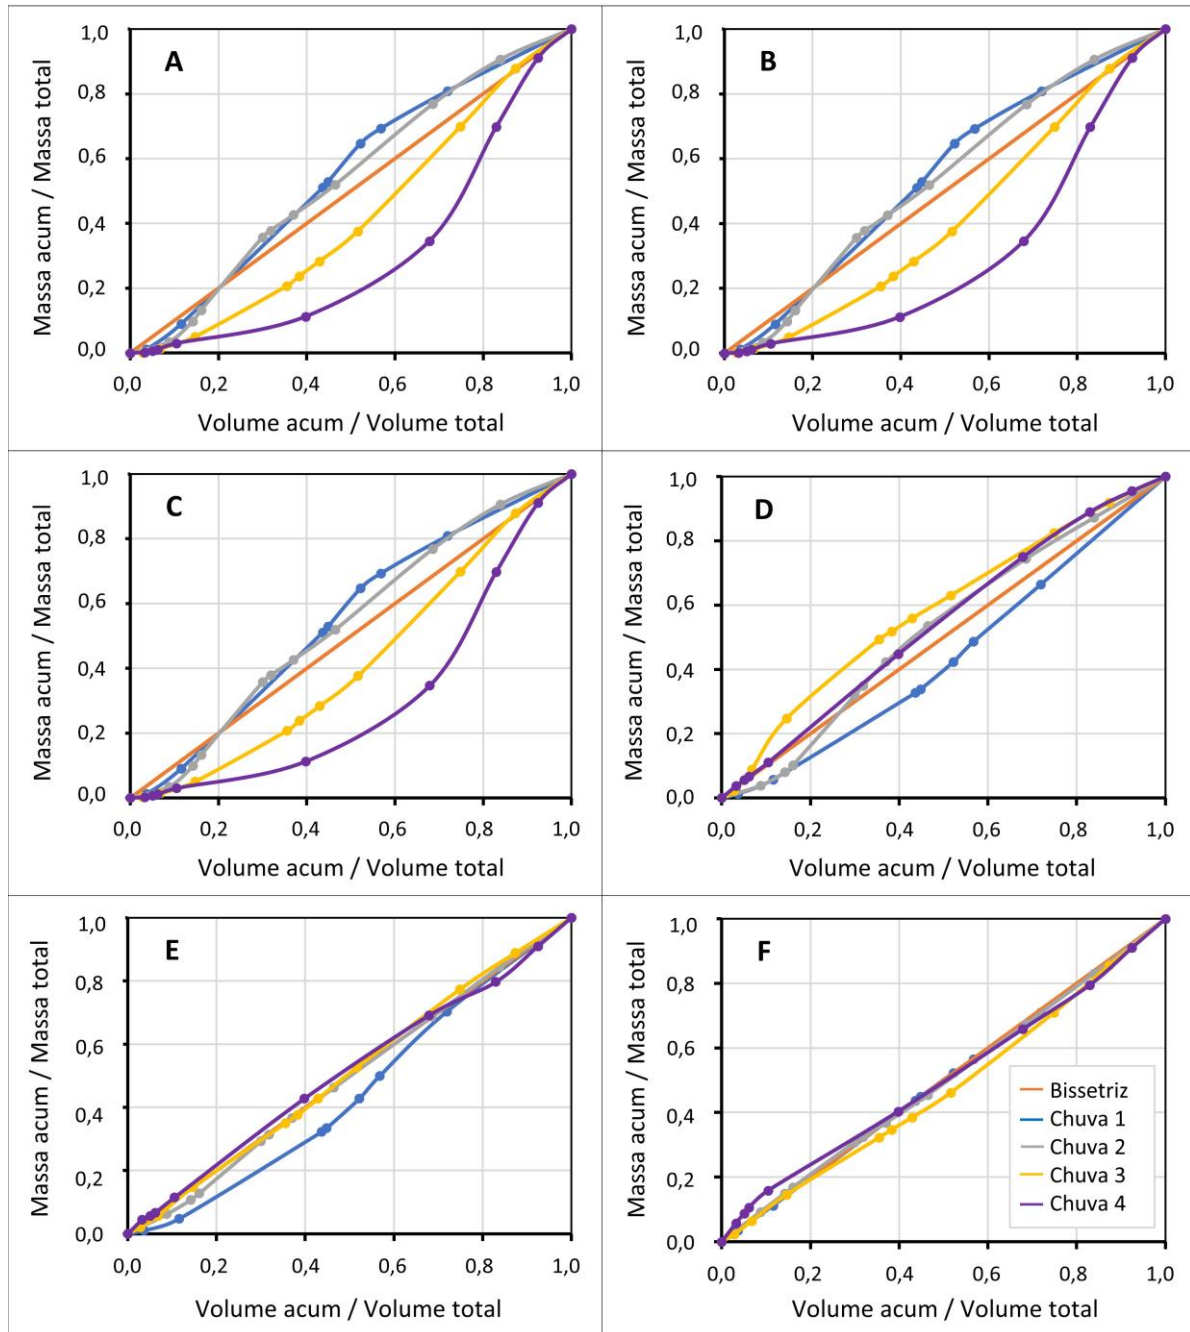 A
1,0
0,8
0,6
0,4
0,2
0,0
Massa acum / Massa total
0,0 0,2 0,4 0,6 0,8 1,0
Volume acum / Volume total
B
1,0
0,8
0,6
0,4
0,2
0,0
Massa acum / Massa total
0,0 0,2 0,4 0,6 0,8 1,0
Volume acum / Volume total
C
1,0
0,8
0,6
0,4
0,2
0,0
Massa acum / Massa total
0,0 0,2 0,4 0,6 0,8 1,0
Volume acum / Volume total
D
1,0
0,8
0,6
0,4
0,2
0,0
Massa acum / Massa total
0,0 0,2 0,4 0,6 0,8 1,0
Volume acum / Volume total
E
1,0
0,8
0,6
0,4
0,2
0,0
Massa acum / Massa total
0,0 0,2 0,4 0,6 0,8 1,0
Volume acum / Volume total
F
1,0
0,8
0,6
0,4
0,2
0,0
Massa acum / Massa total
Bissetriz
Chuva 1
Chuva 2
Chuva 3
Chuva 4
0,0 0,2 0,4 0,6 0,8 1,0
Volume acum / Volume total